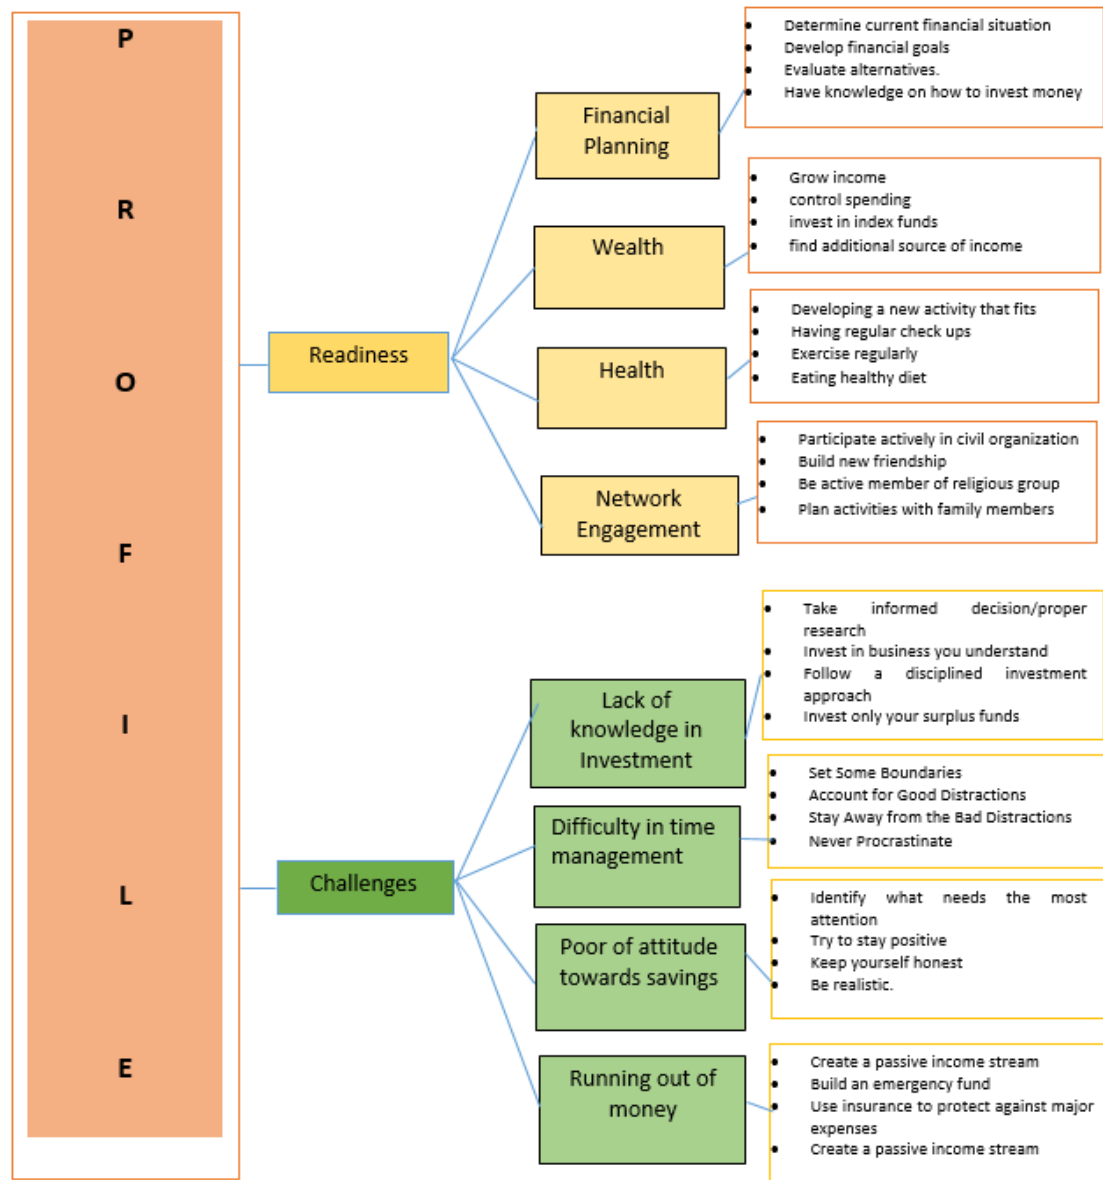 P
R
O
F
I
L
E
Readiness
Financial
Planning
Determine current financial situation
Develop financial goals
Evaluate alternatives.
Have knowledge on how to invest money
Wealth
Grow income
control spending
invest in index funds
find additional source of income
Health
Developing a new activity that fits
Having regular check ups
Exercise regularly
Eating healthy diet
Network
Engagement
Participate actively in civil organization
Build new friendship
Be active member of religious group
Plan activities with family members
Challenges
Lack of
knowledge in
Investment
Take informed decision/proper
research
Invest in business you understand
Follow a disciplined investment
approach
Invest only your surplus funds
Difficulty in time
management
Set Some Boundaries
Account for Good Distractions
Stay Away from the Bad Distractions
Never Procrastinate
Poor of attitude
towards savings
Identify what needs the most
attention
Try to stay positive
Keep yourself honest
Be realistic.
Running out of
money
Create a passive income stream
Build an emergency fund
Use insurance to protect against major
expenses
Create a passive income stream